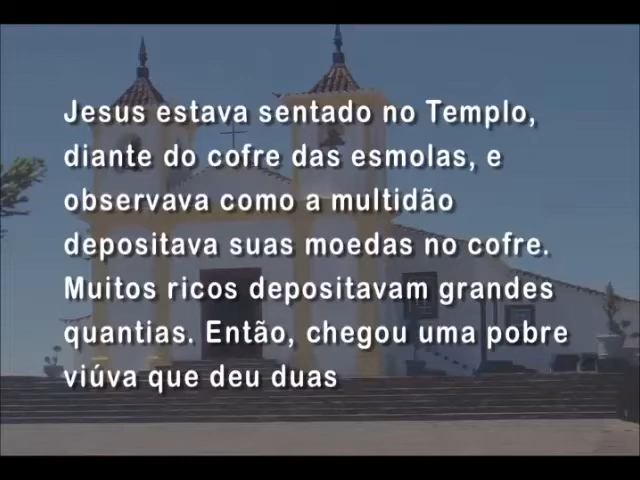 Jesus estava sentado no Templo,
diante do cofre das esmolas, e
observava como a multidão
depositava suas moedas no cofre.
Muitos ricos depositavam grandes
quantias. Então, chegou uma pobre
viúva que deu duas